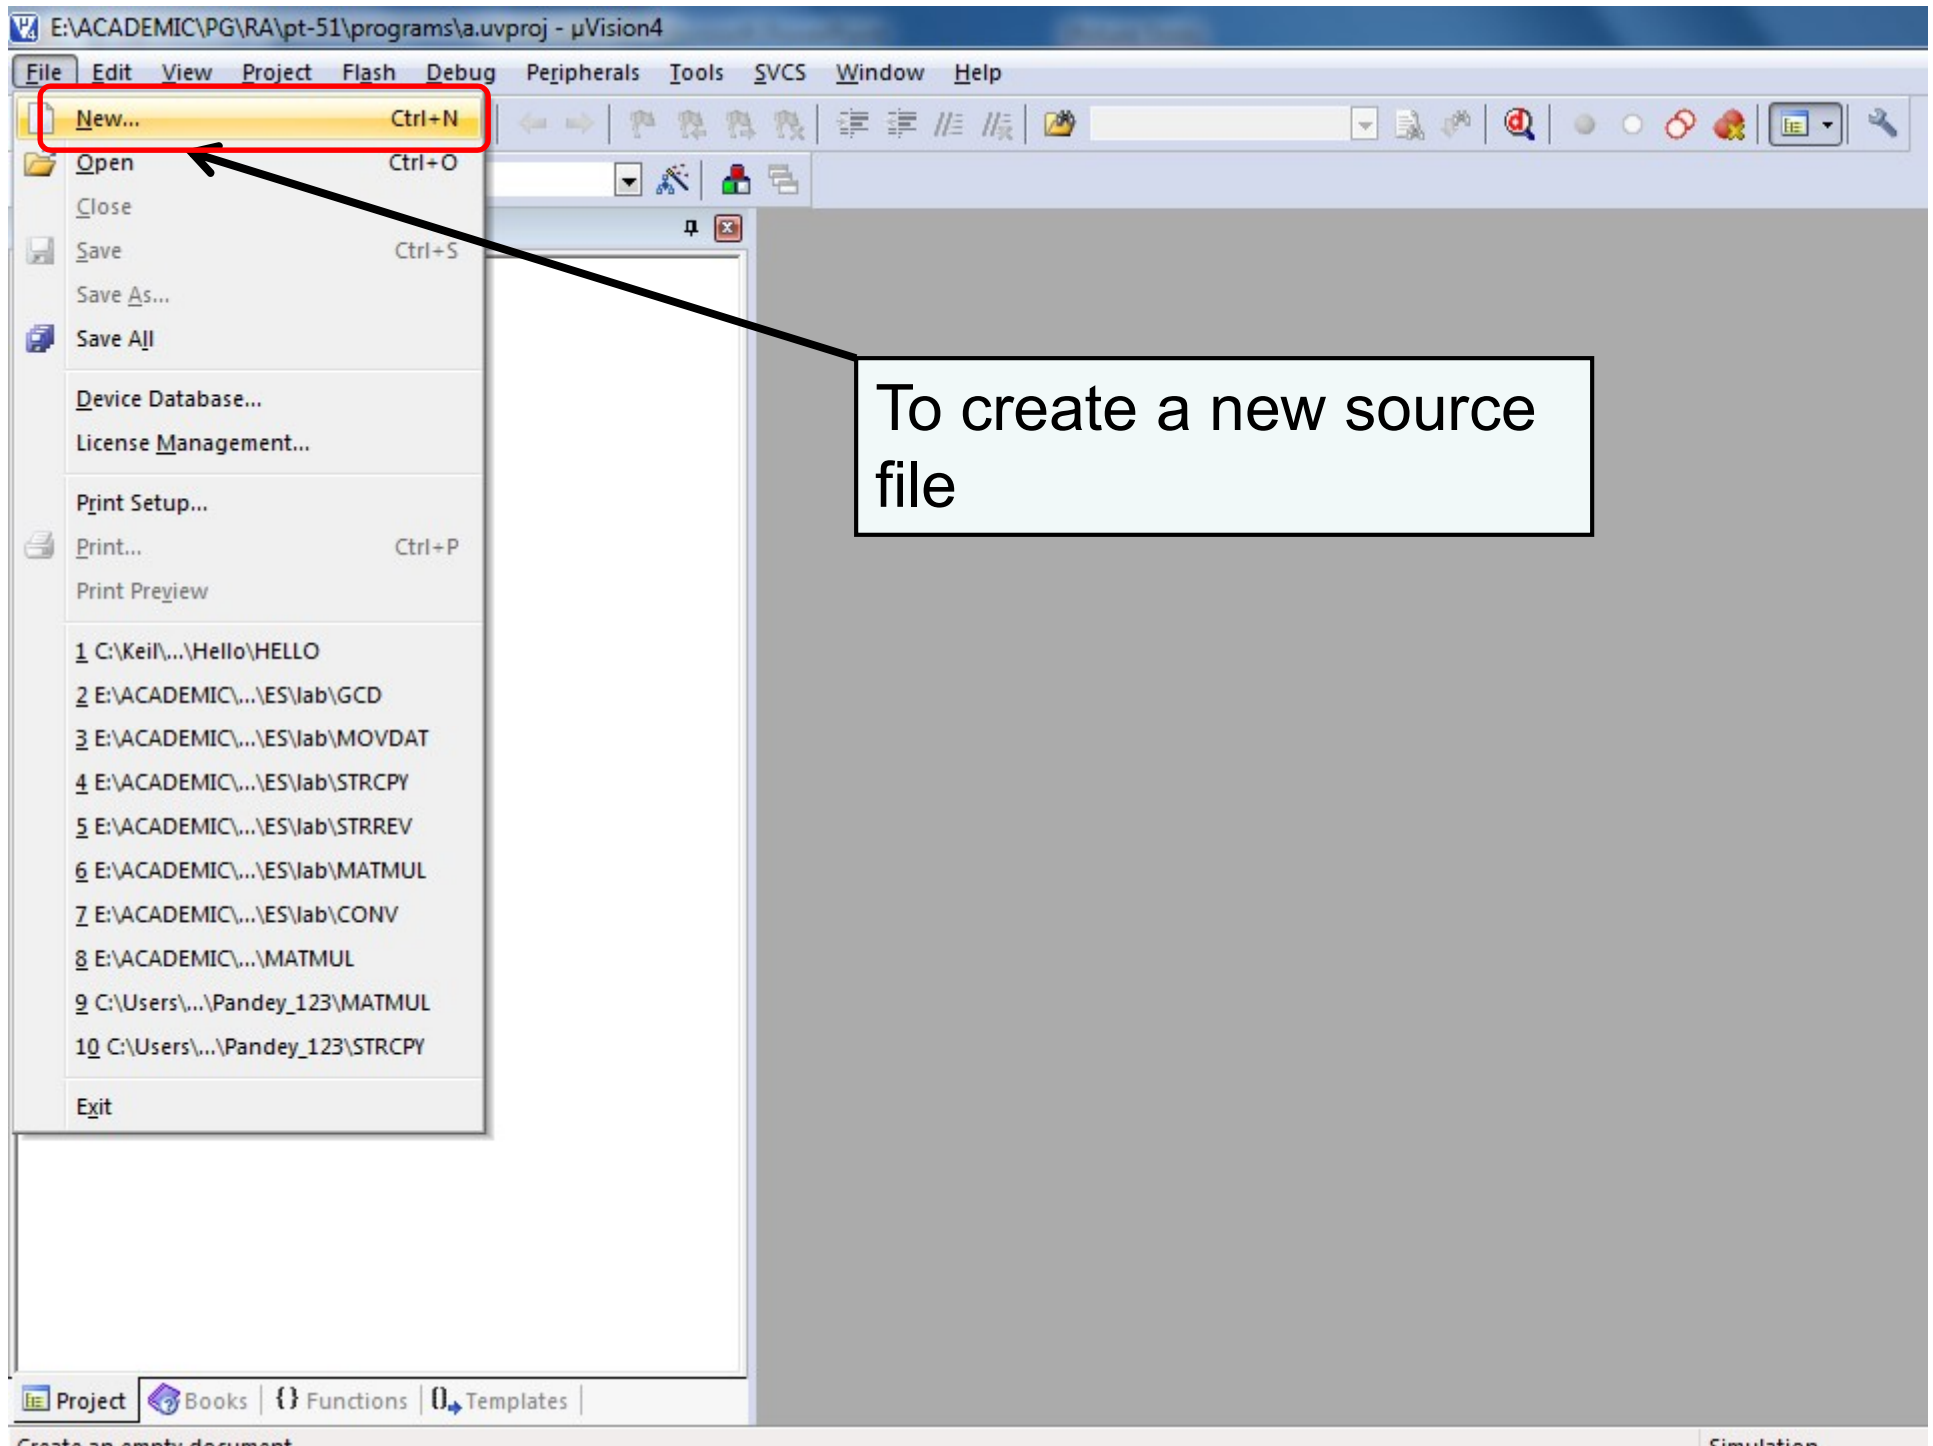 E:\ACADEMIC\PG\RA\pt-51\programs\a.uvproj - µVision4
File Edit View Project Flash Debug Peripherals Tools SVCS Window Help
New... Ctrl+N
Open Ctrl+O
Close
Save Ctrl+S
Save As...
Save All
Device Database...
License Management...
Print Setup...
Print... Ctrl+P
Print Preview
1 C:\Keil\...\Hello\HELLO
2 E:\ACADEMIC\...\ES\lab\GCD
3 E:\ACADEMIC\...\ES\lab\MOVDAT
4 E:\ACADEMIC\...\ES\lab\STRCPY
5 E:\ACADEMIC\...\ES\lab\STRREV
6 E:\ACADEMIC\...\ES\lab\MATMUL
7 E:\ACADEMIC\...\ES\lab\CONV
8 E:\ACADEMIC\...\MATMUL
9 C:\Users\...\Pandey_123\MATMUL
10 C:\Users\...\Pandey_123\STRCPY
Exit
To create a new source
file
Project Books {} Functions Templates
Create an empty document
Simulation